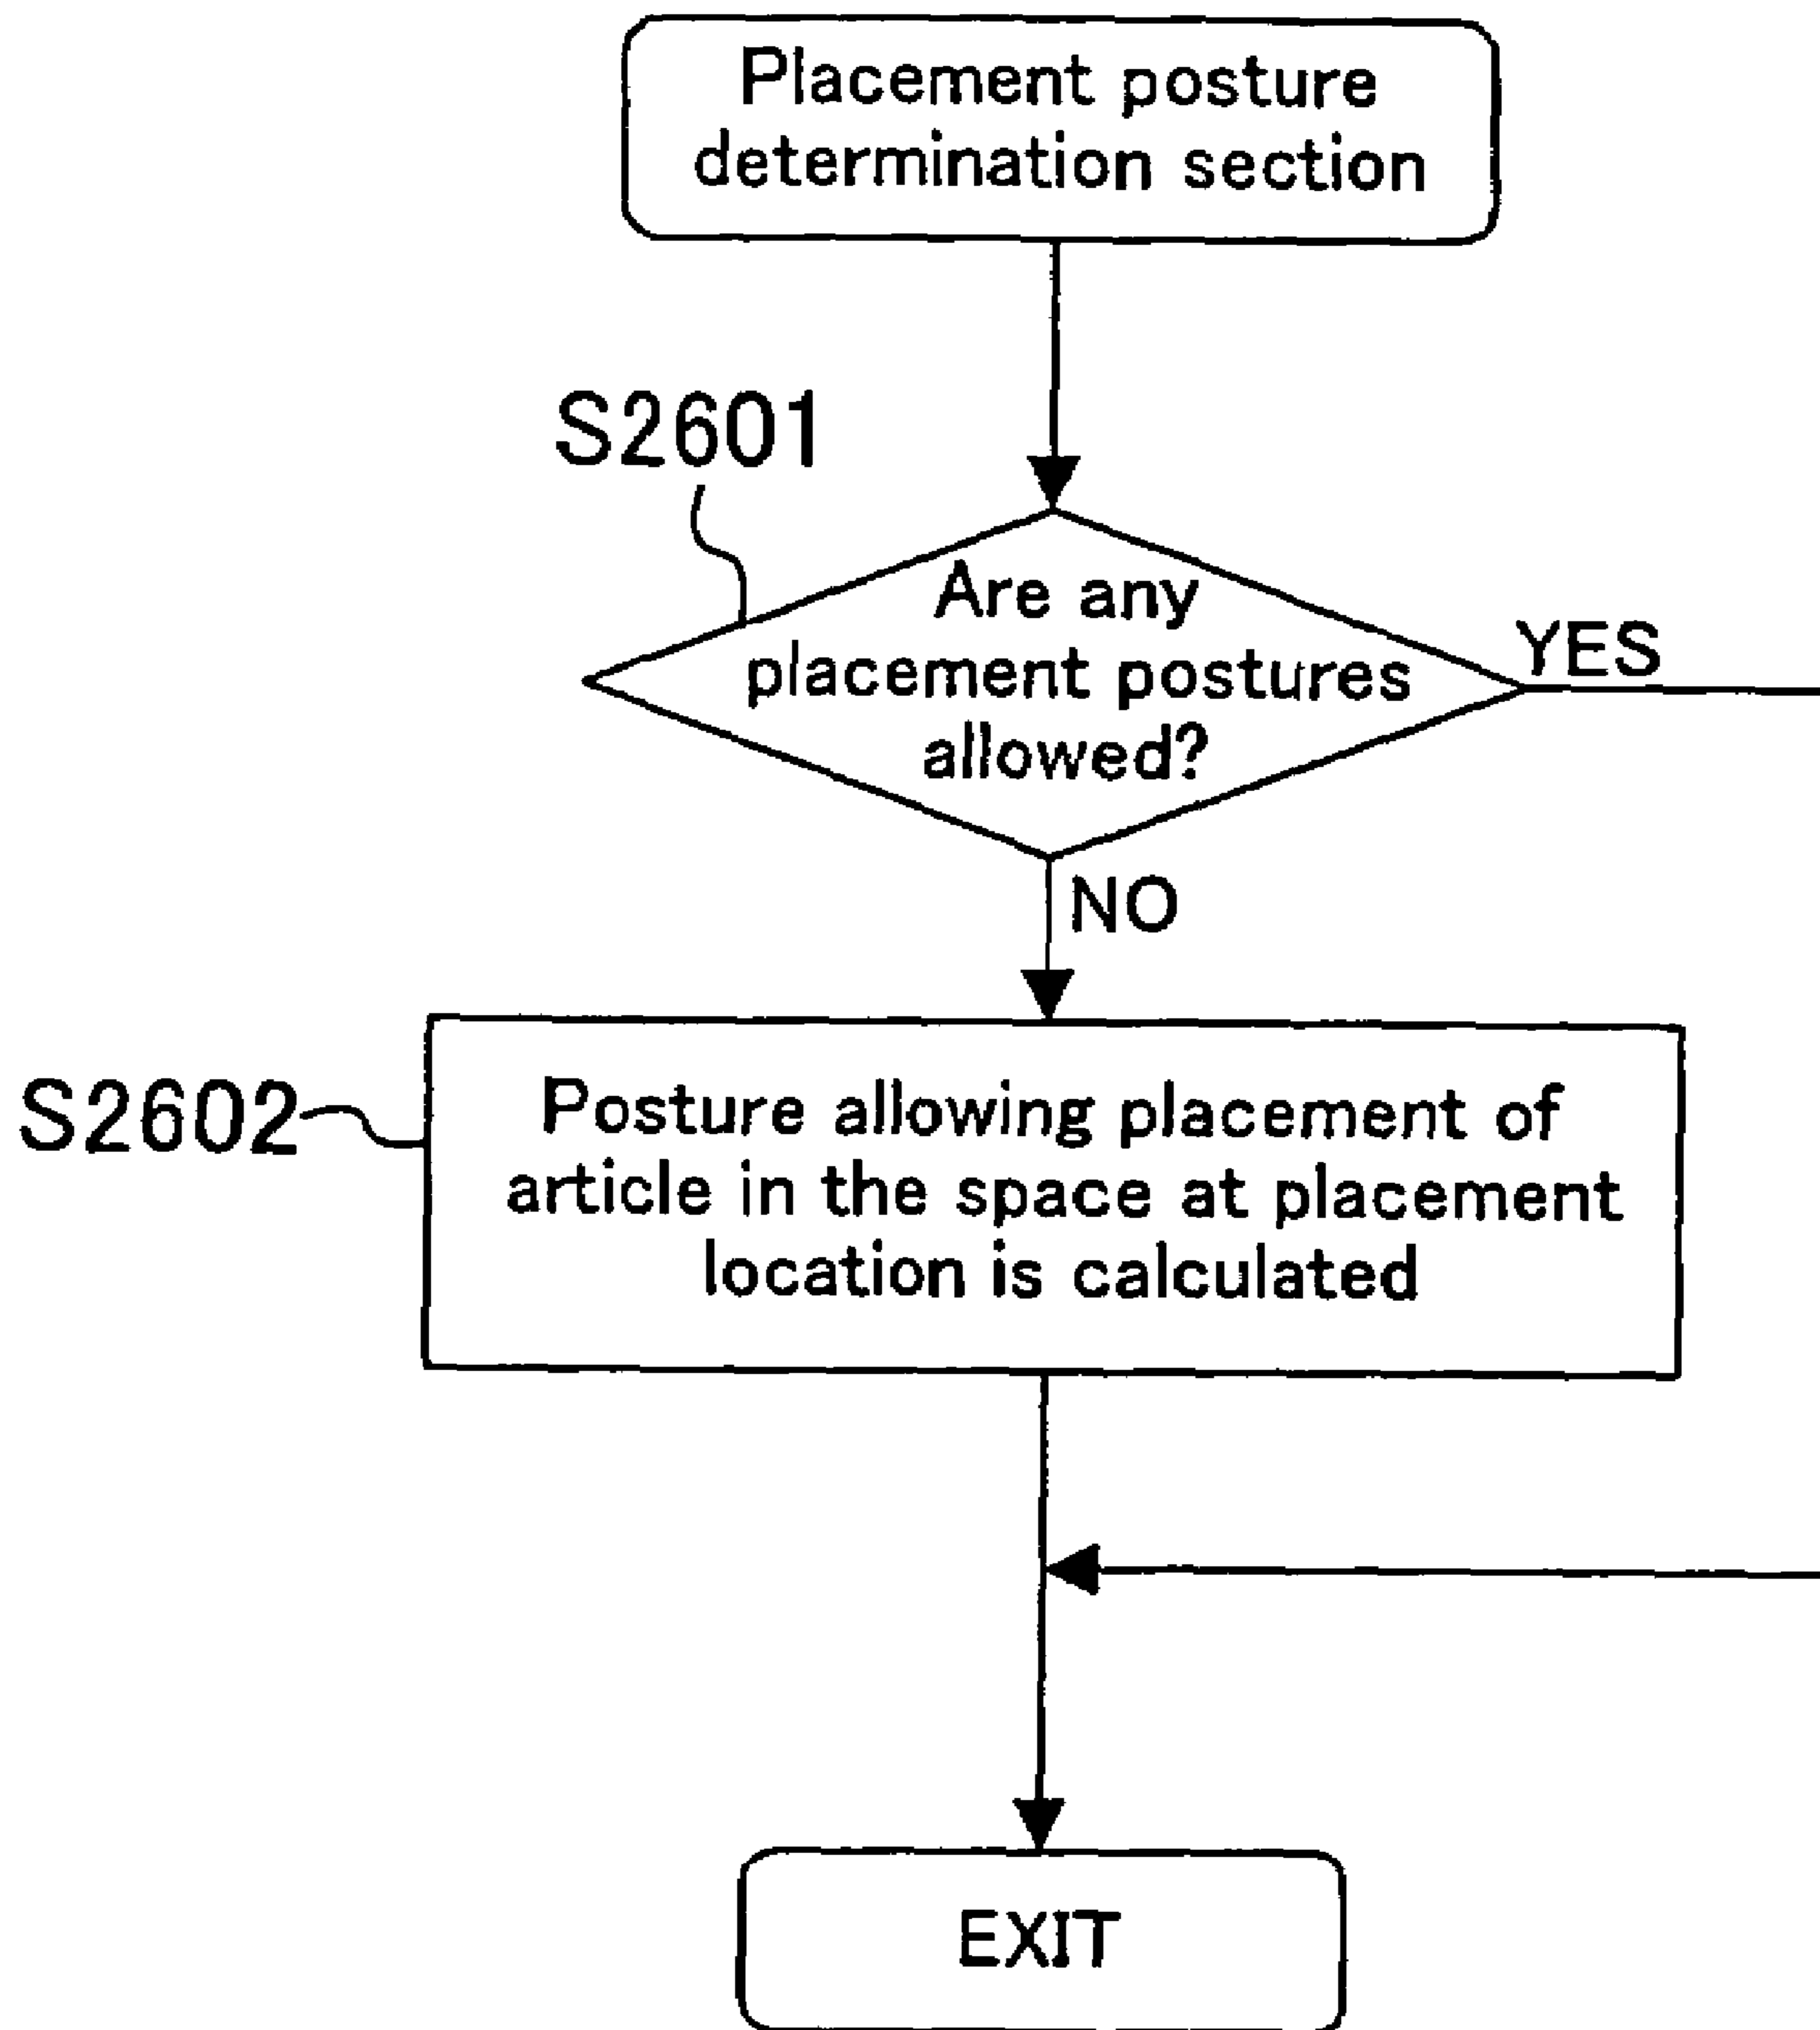 Placement posture
determination section
S2601
Are any
placement postures
allowed?
YES
NO
S2602
Posture allowing placement of
article in the space at placement
location is calculated
EXIT